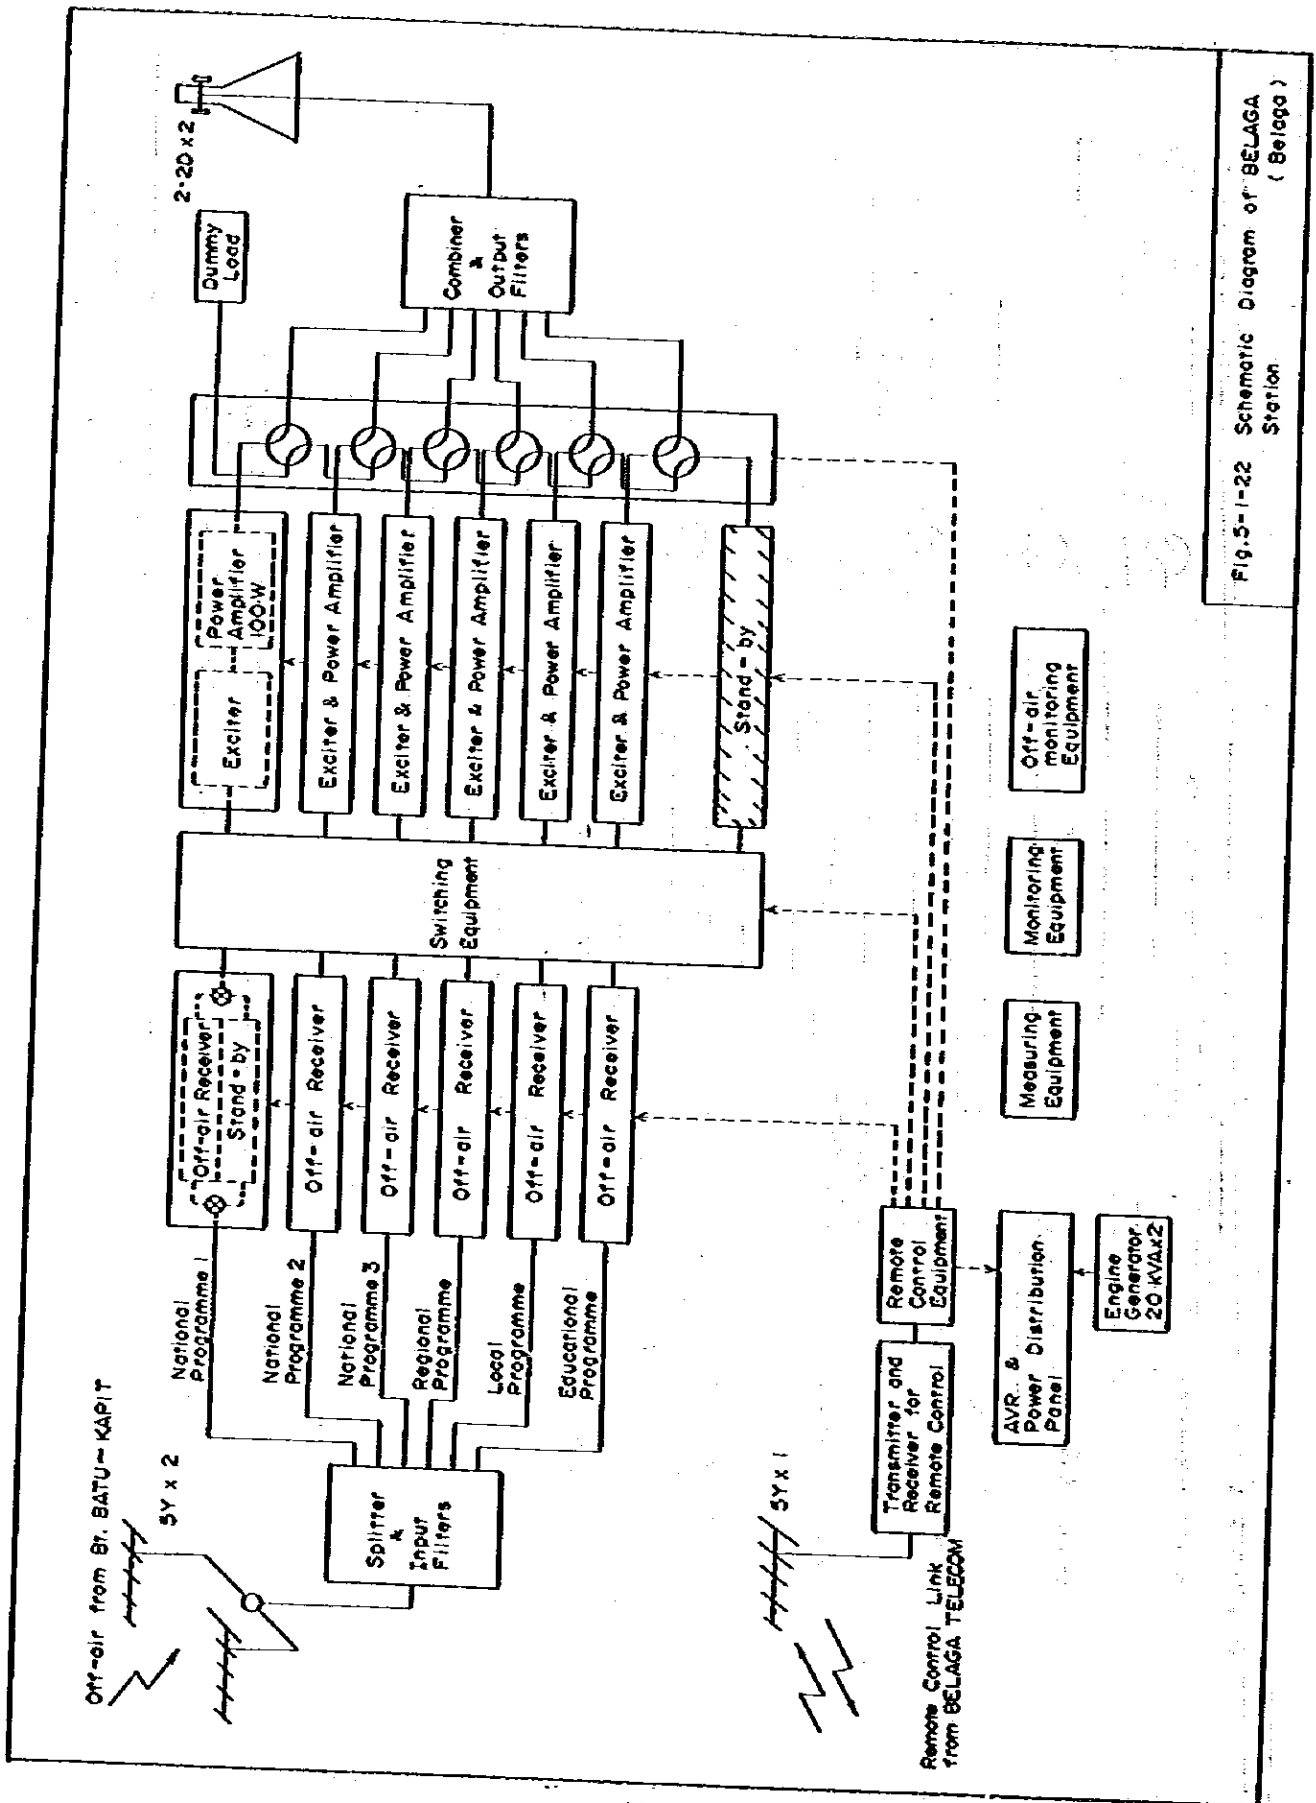 Off-air from Bt. BATU-KAPIT
5Y x 2
Splitter
&
Input
Filters
National
Programme 1
National
Programme 2
National
Programme 3
Regional
Programme
Local
Programme
Educational
Programme
Off-air Receiver
Stand-by
Off-air Receiver
Off-air Receiver
Off-air Receiver
Off-air Receiver
Off-air Receiver
Switching
Equipment
Exciter
Power
Amplifier
100W
Exciter & Power Amplifier
Exciter & Power Amplifier
Exciter & Power Amplifier
Exciter & Power Amplifier
Exciter & Power Amplifier
Stand-by
Dummy
Load
2-2D x 2
Combiner
&
Output
Filters
5Y x 1
Remote Control Link
from BELAGA TELECOM
Transmitter and
Receiver for
Remote Control
Remote
Control
Equipment
AVR &
Power Distribution
Panel
Engine
Generator
20 KVAx2
Measuring
Equipment
Monitoring
Equipment
Off-air
monitoring
Equipment
Fig.5-1-22 Schematic Diagram of BELAGA
Station (Belaga)